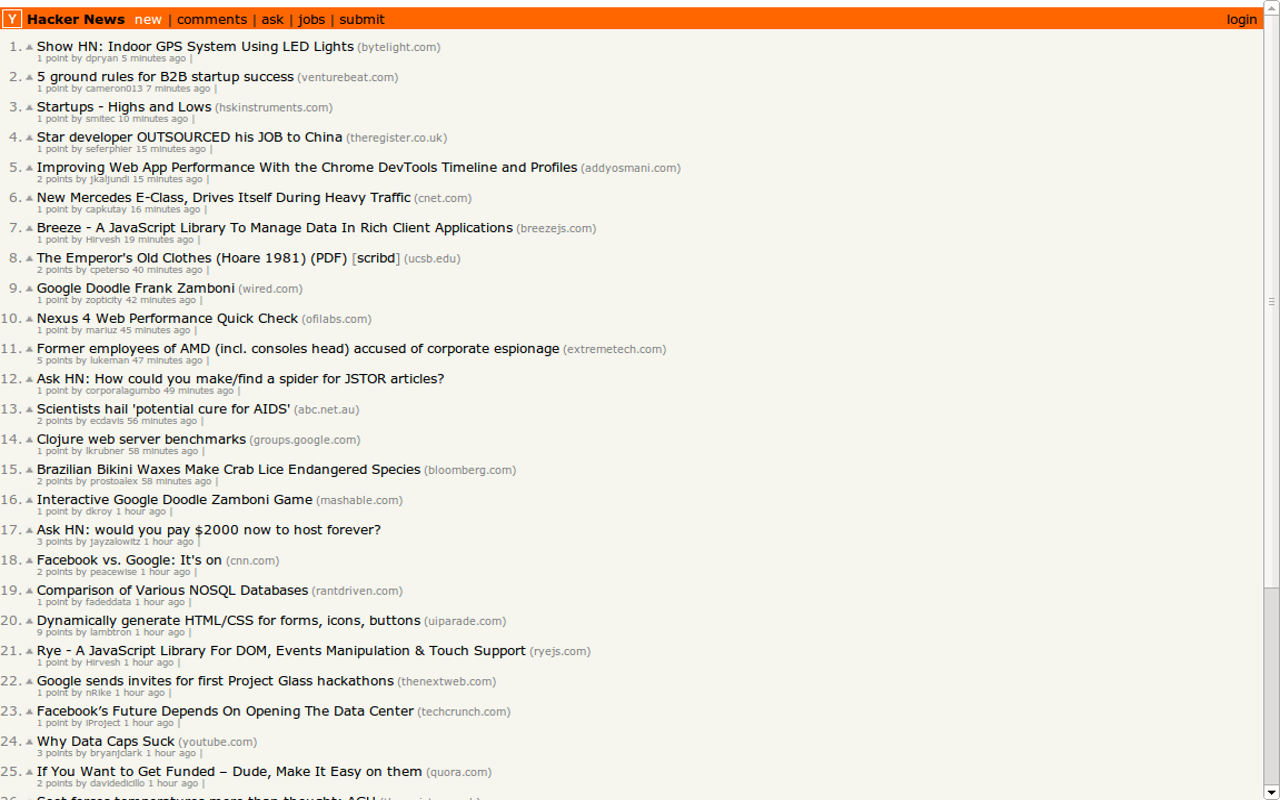 Y Hacker News new | comments | ask | jobs | submit login
1. Show HN: Indoor GPS System Using LED Lights (bytelight.com)
1 point by dpryan 5 minutes ago |
2. 5 ground rules for B2B startup success (venturebeat.com)
1 point by cameron013 7 minutes ago |
3. Startups - Highs and Lows (hskinstruments.com)
1 point by smitec 10 minutes ago |
4. Star developer OUTSOURCED his JOB to China (theregister.co.uk)
1 point by seferphier 15 minutes ago |
5. Improving Web App Performance With the Chrome DevTools Timeline and Profiles (addyosmani.com)
2 points by jkaljundi 15 minutes ago |
6. New Mercedes E-Class, Drives Itself During Heavy Traffic (cnet.com)
1 point by capkutay 16 minutes ago |
7. Breeze - A JavaScript Library To Manage Data In Rich Client Applications (breezejs.com)
1 point by Hirvesh 19 minutes ago |
8. The Emperor's Old Clothes (Hoare 1981) (PDF) [scribd] (ucsb.edu)
2 points by cpeterso 40 minutes ago |
9. Google Doodle Frank Zamboni (wired.com)
1 point by zopticity 42 minutes ago |
10. Nexus 4 Web Performance Quick Check (ofilabs.com)
1 point by mariuz 45 minutes ago |
11. Former employees of AMD (incl. consoles head) accused of corporate espionage (extremetech.com)
5 points by lukeman 47 minutes ago |
12. Ask HN: How could you make/find a spider for JSTOR articles?
1 point by corporalagumbo 49 minutes ago |
13. Scientists hail 'potential cure for AIDS' (abc.net.au)
2 points by ecdavis 56 minutes ago |
14. Clojure web server benchmarks (groups.google.com)
1 point by lkrubner 58 minutes ago |
15. Brazilian Bikini Waxes Make Crab Lice Endangered Species (bloomberg.com)
2 points by prostoalex 58 minutes ago |
16. Interactive Google Doodle Zamboni Game (mashable.com)
1 point by dkroy 1 hour ago |
17. Ask HN: would you pay $2000 now to host forever?
3 points by jayzalowitz 1 hour ago |
18. Facebook vs. Google: It's on (cnn.com)
2 points by peacewise 1 hour ago |
19. Comparison of Various NOSQL Databases (rantdriven.com)
1 point by fadeddata 1 hour ago |
20. Dynamically generate HTML/CSS for forms, icons, buttons (uiparade.com)
9 points by lambtron 1 hour ago |
21. Rye - A JavaScript Library For DOM, Events Manipulation & Touch Support (ryejs.com)
1 point by Hirvesh 1 hour ago |
22. Google sends invites for first Project Glass hackathons (thenextweb.com)
1 point by nRike 1 hour ago |
23. Facebook’s Future Depends On Opening The Data Center (techcrunch.com)
1 point by iProject 1 hour ago |
24. Why Data Caps Suck (youtube.com)
3 points by bryanjclark 1 hour ago |
25. If You Want to Get Funded – Dude, Make It Easy on them (quora.com)
2 points by davidedicillo 1 hour ago |